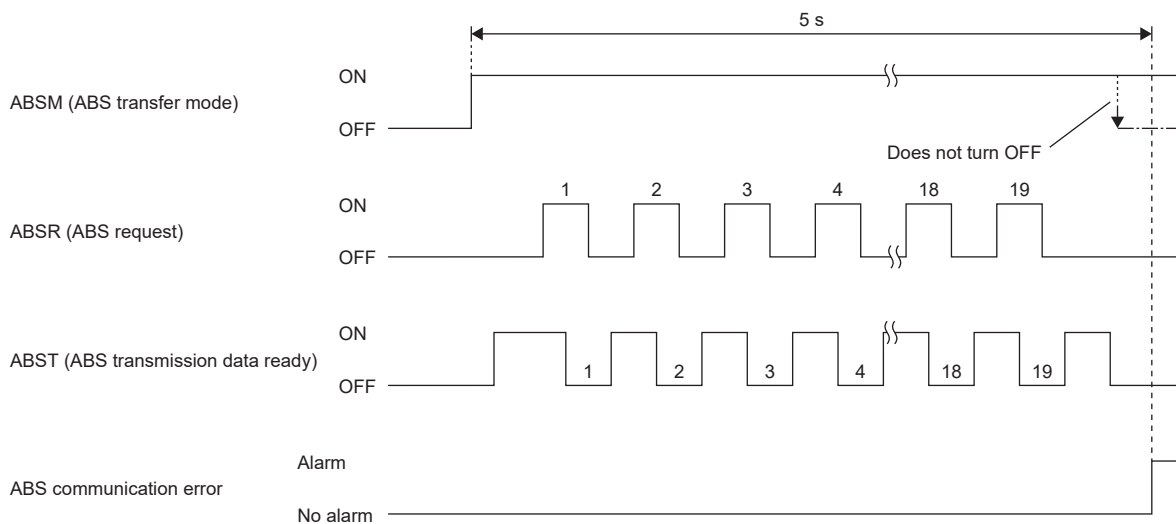 5 s
ON
ABSM (ABS transfer mode)
OFF
Does not turn OFF
1 2 3 4 18 19
ON
ABSR (ABS request)
OFF
ON
ABST (ABS transmission data ready)
1 2 3 4 18 19
OFF
Alarm
ABS communication error
No alarm